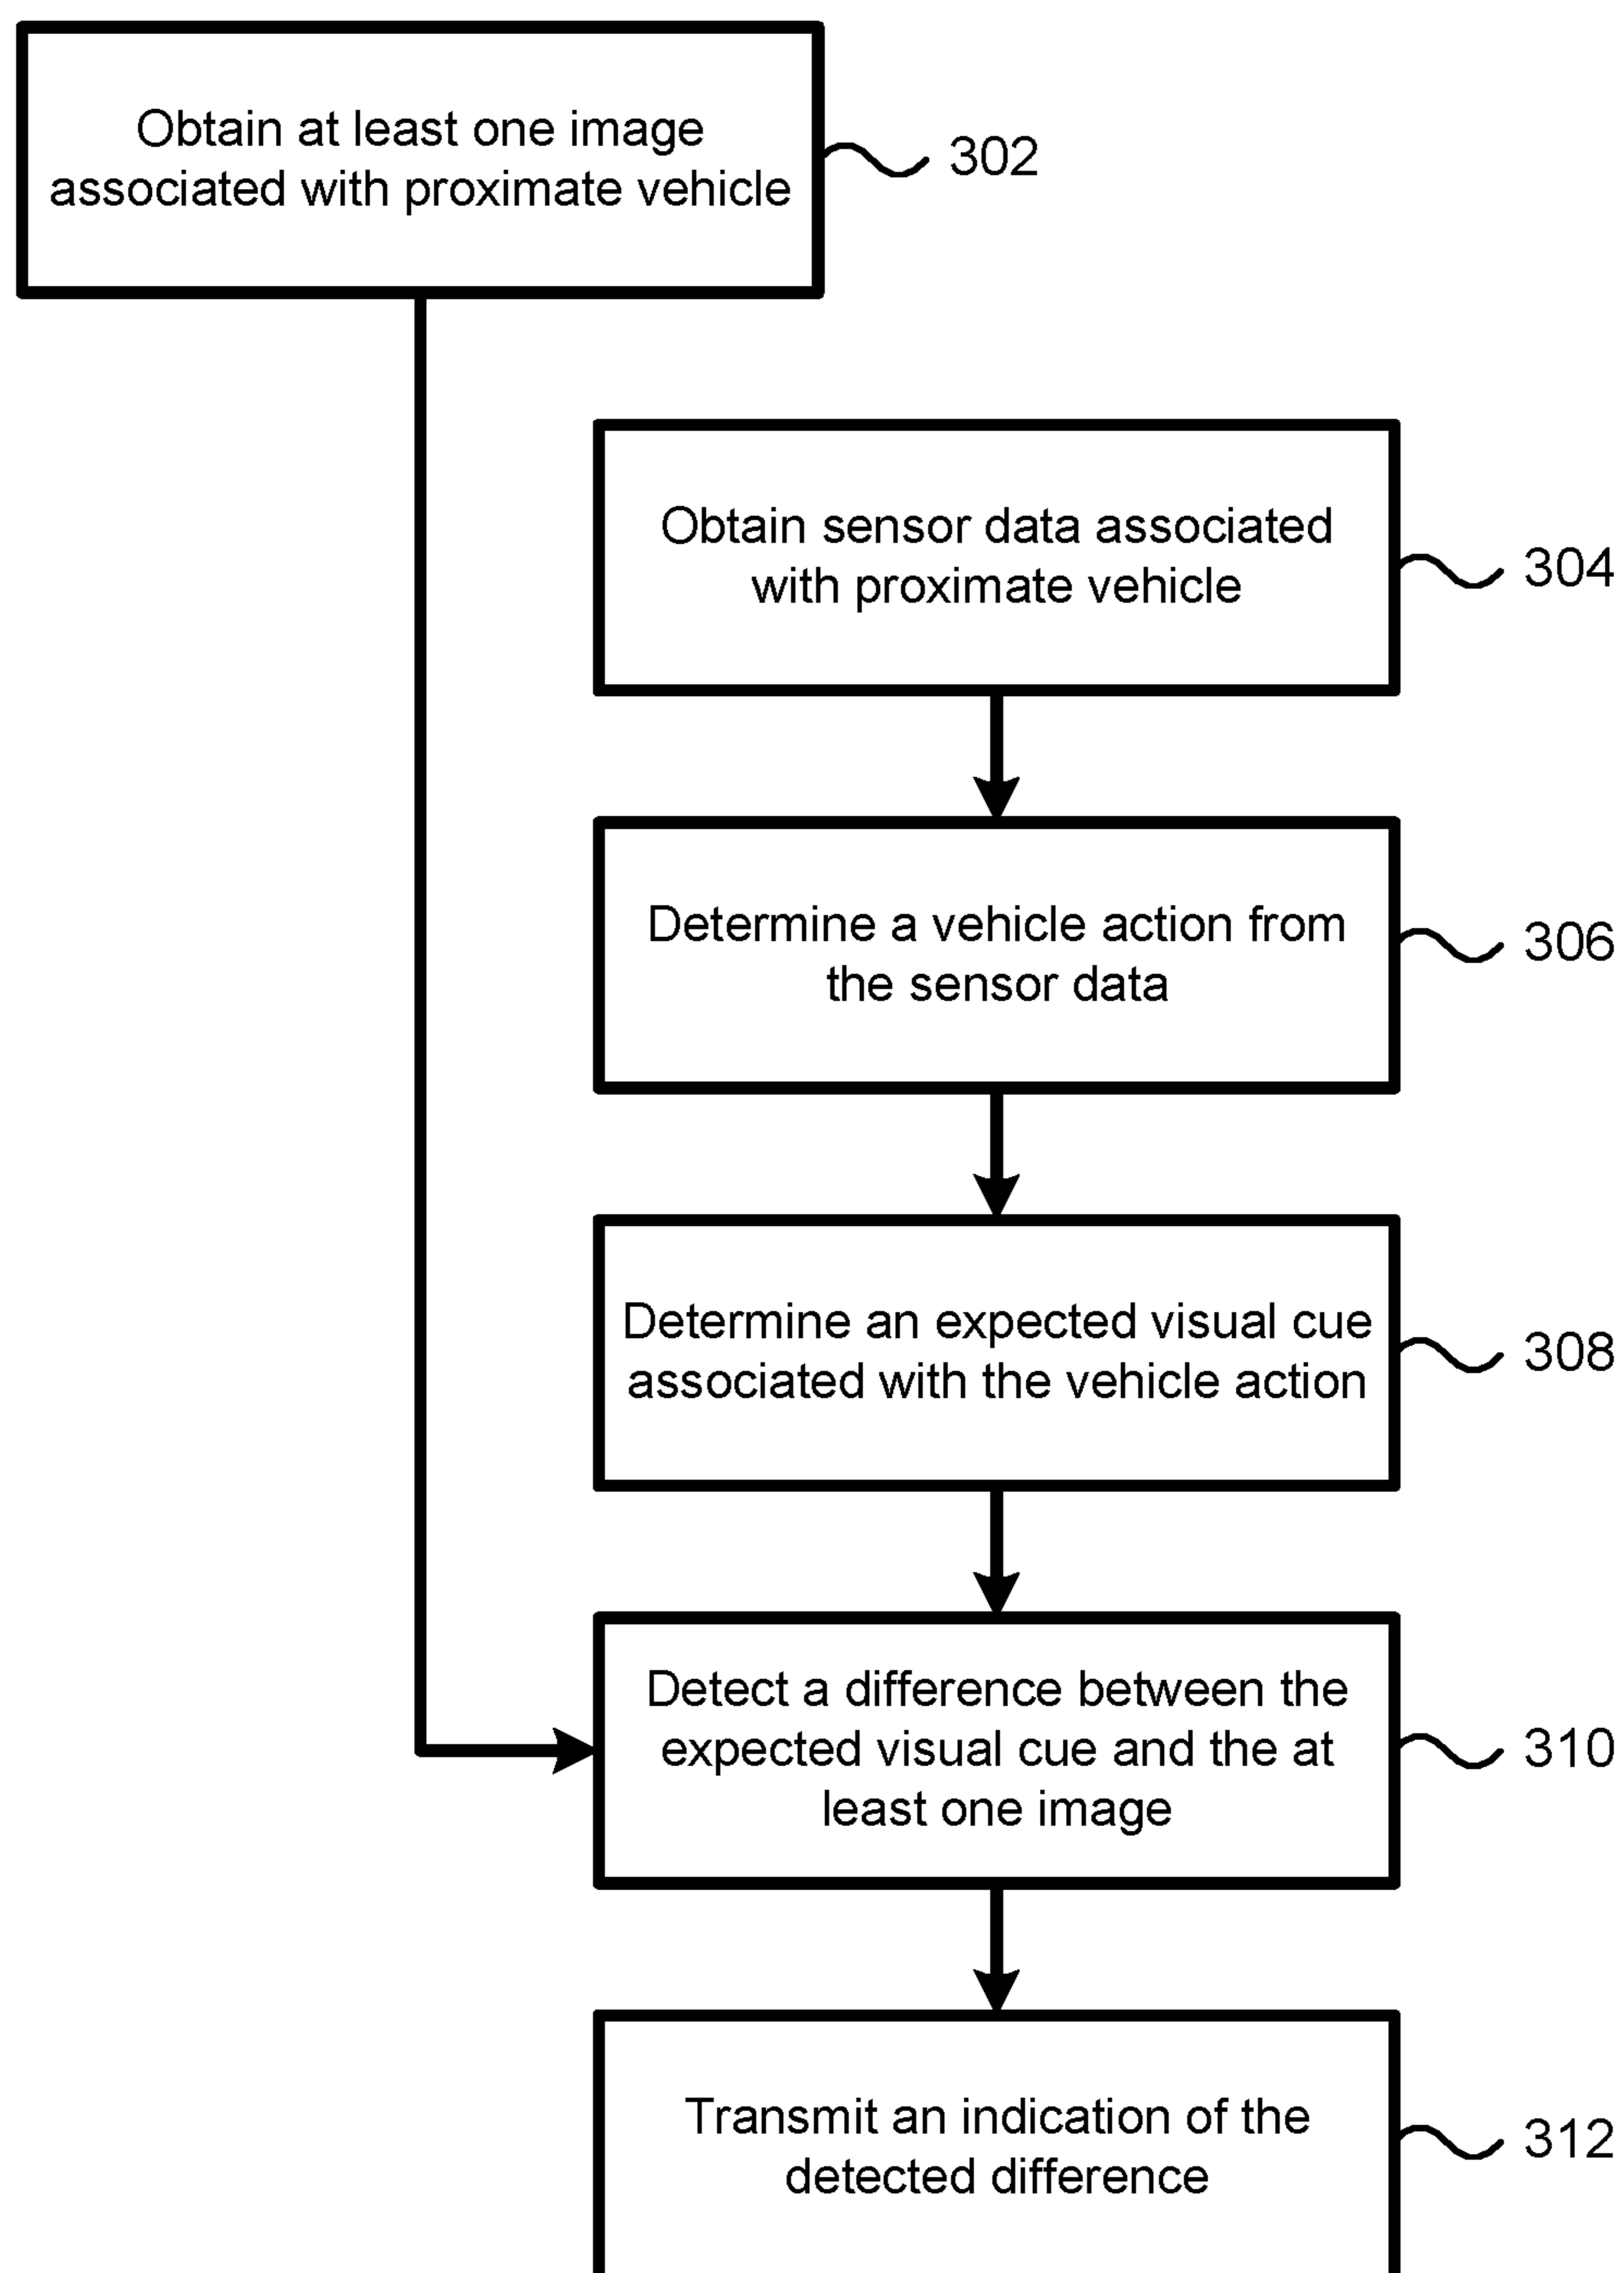 Obtain at least one image
associated with proximate vehicle
302
Obtain sensor data associated
with proximate vehicle
304
Determine a vehicle action from
the sensor data
306
Determine an expected visual cue
associated with the vehicle action
308
Detect a difference between the
expected visual cue and the at
least one image
310
Transmit an indication of the
detected difference
312